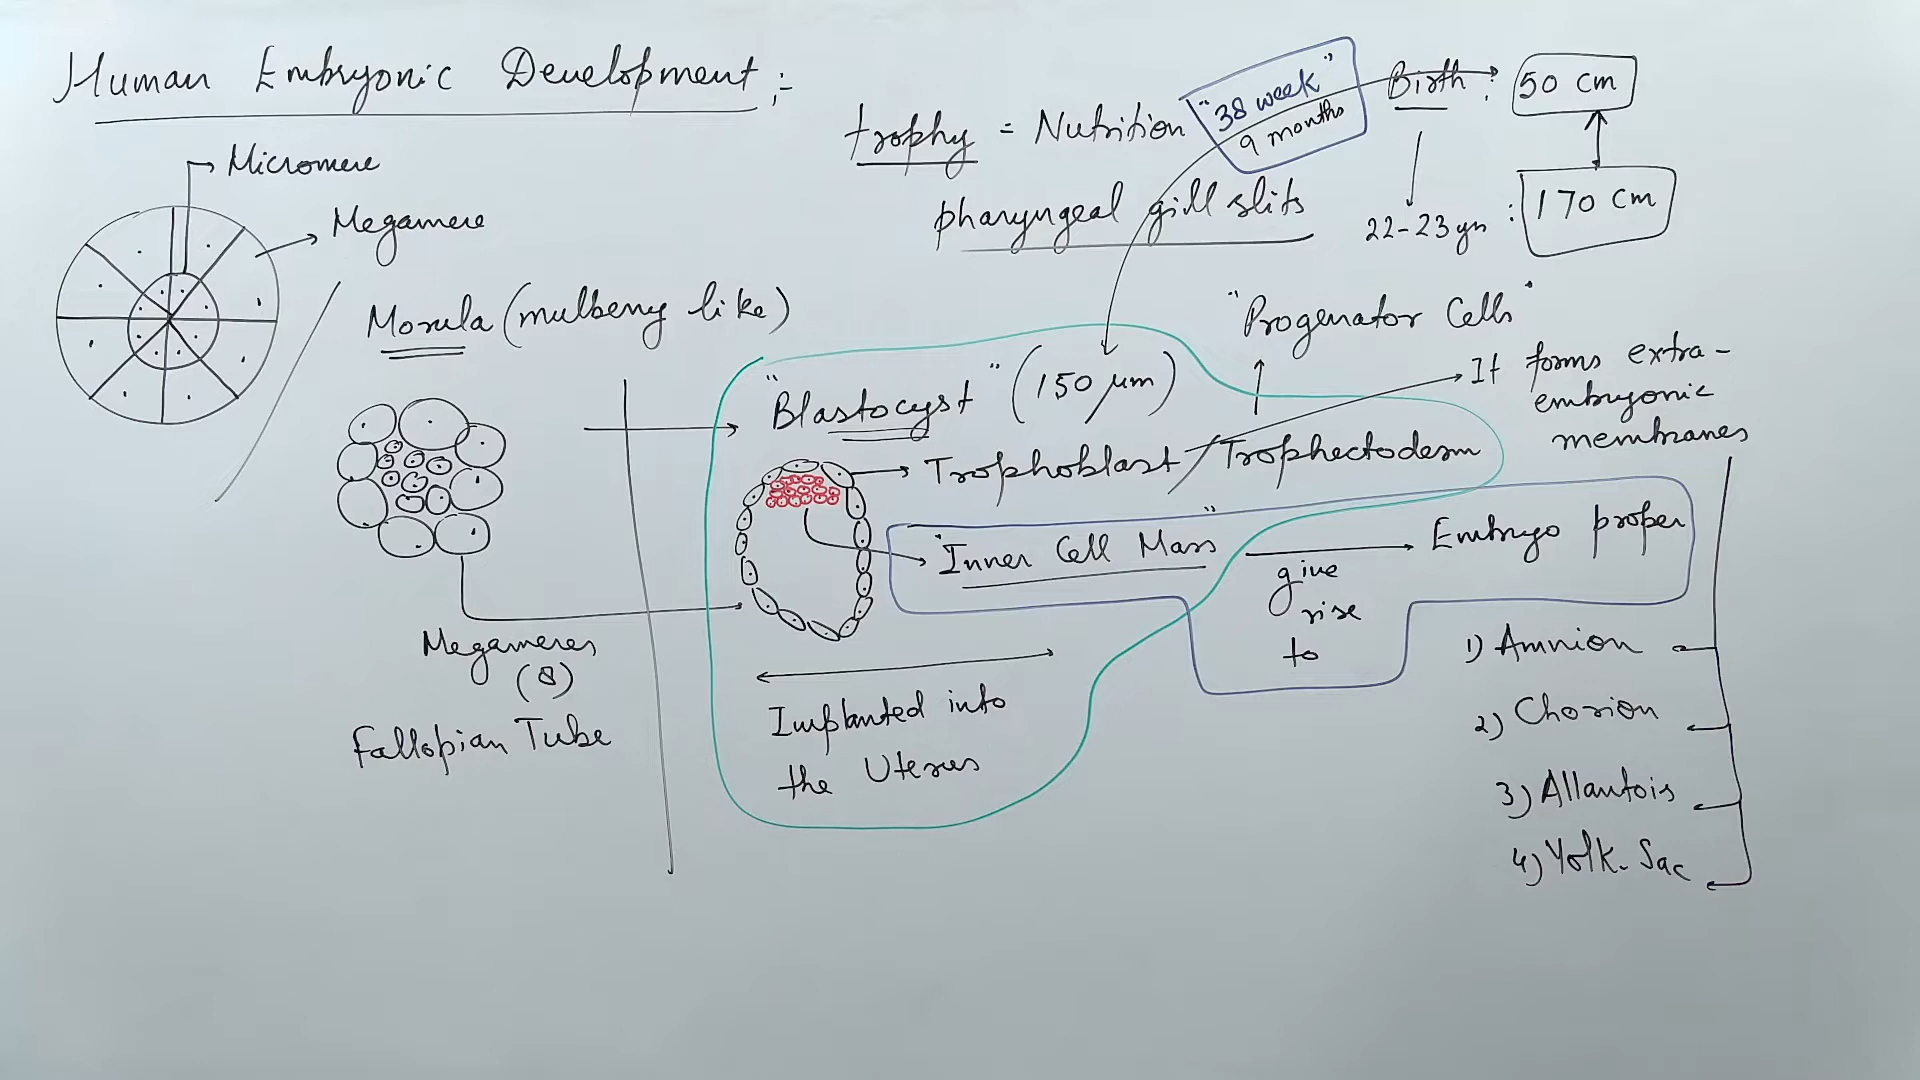 Human Embryonic Development :-
Micromere
Megamere
trophy = Nutrition
"38 week"
9 months
Birth :
50 cm
pharyngeal gill slits
22-23 yrs :
170 cm
Morula (mulberry like)
"Progenator Cells"
"Blastocyst" (150 μm)
It forms extra-
embryonic
membranes
Trophoblast / Trophectoderm
"Inner Cell Mass"
give
rise
to
Embryo proper
Megameres
(8)
Fallopian Tube
Implanted into
the Uterus
1) Amnion
2) Chorion
3) Allantois
4) Yolk-Sac